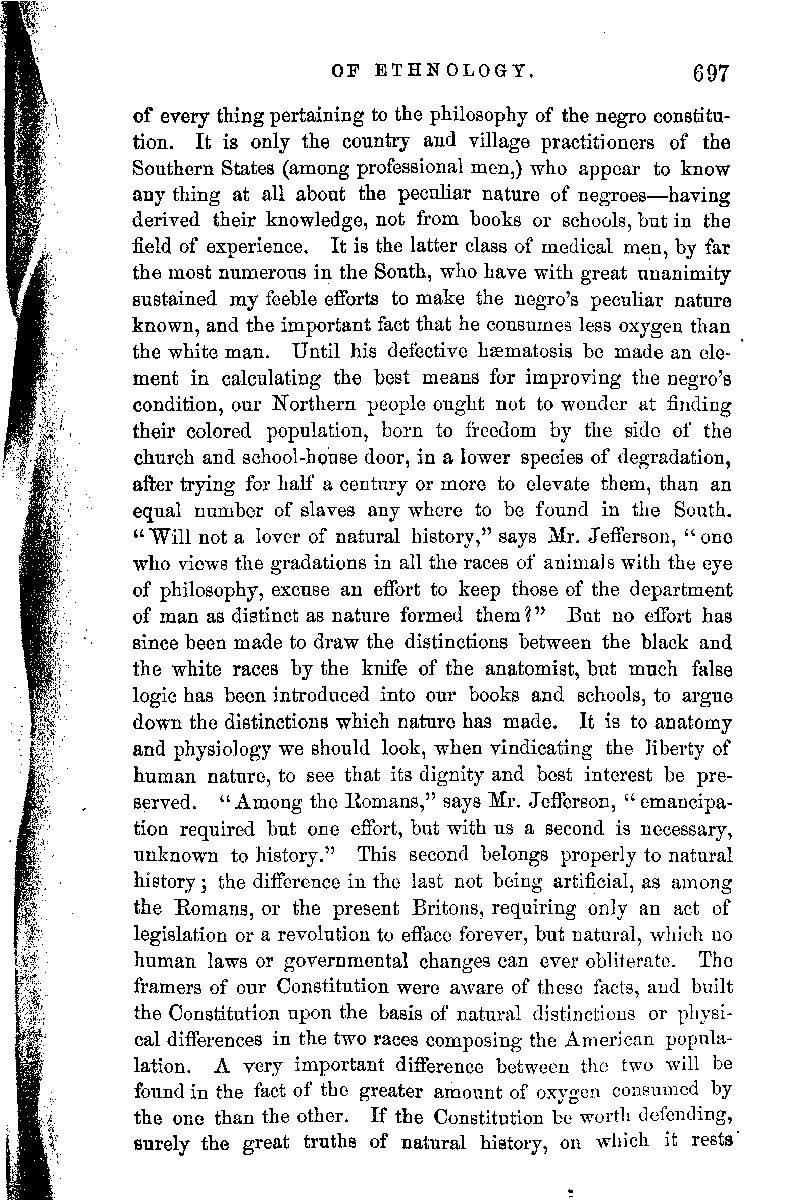 OF ETHNOLOGY. 697
of every thing pertaining to the philosophy of the negro constitu-
tion. It is only the country and village practitioners of the
Southern States (among professional men,) who appear to know
any thing at all about the peculiar nature of negroes—having
derived their knowledge, not from books or schools, but in the
field of experience. It is the latter class of medical men, by far
the most numerous in the South, who have with great unanimity
sustained my feeble efforts to make the negro's peculiar nature
known, and the important fact that he consumes less oxygen than
the white man. Until his defective hæmatosis be made an ele-
ment in calculating the best means for improving the negro's
condition, our Northern people ought not to wonder at finding
their colored population, born to freedom by the side of the
church and school-house door, in a lower species of degradation,
after trying for half a century or more to elevate them, than an
equal number of slaves any where to be found in the South.
"Will not a lover of natural history," says Mr. Jefferson, "one
who views the gradations in all the races of animals with the eye
of philosophy, excuse an effort to keep those of the department
of man as distinct as nature formed them?" But no effort has
since been made to draw the distinctions between the black and
the white races by the knife of the anatomist, but much false
logic has been introduced into our books and schools, to argue
down the distinctions which nature has made. It is to anatomy
and physiology we should look, when vindicating the liberty of
human nature, to see that its dignity and best interest be pre-
served. "Among the Romans," says Mr. Jefferson, "emancipa-
tion required but one effort, but with us a second is necessary,
unknown to history." This second belongs properly to natural
history; the difference in the last not being artificial, as among
the Romans, or the present Britons, requiring only an act of
legislation or a revolution to efface forever, but natural, which no
human laws or governmental changes can ever obliterate. The
framers of our Constitution were aware of these facts, and built
the Constitution upon the basis of natural distinctions or physi-
cal differences in the two races composing the American popula-
lation. A very important difference between the two will be
found in the fact of the greater amount of oxygen consumed by
the one than the other. If the Constitution be worth defending,
surely the great truths of natural history, on which it rests